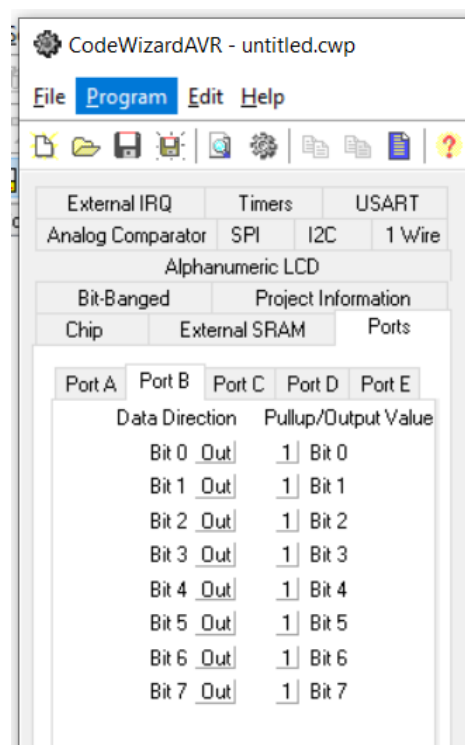 CodeWizardAVR - untitled.cwp
File Program Edit Help
?
External IRQ Timers USART
Analog Comparator SPI I2C 1 Wire
Alphanumeric LCD
Bit-Banged Project Information
Chip External SRAM Ports
Port A Port B Port C Port D Port E
Data Direction Pullup/Output Value
Bit 0 Out 1 Bit 0
Bit 1 Out 1 Bit 1
Bit 2 Out 1 Bit 2
Bit 3 Out 1 Bit 3
Bit 4 Out 1 Bit 4
Bit 5 Out 1 Bit 5
Bit 6 Out 1 Bit 6
Bit 7 Out 1 Bit 7